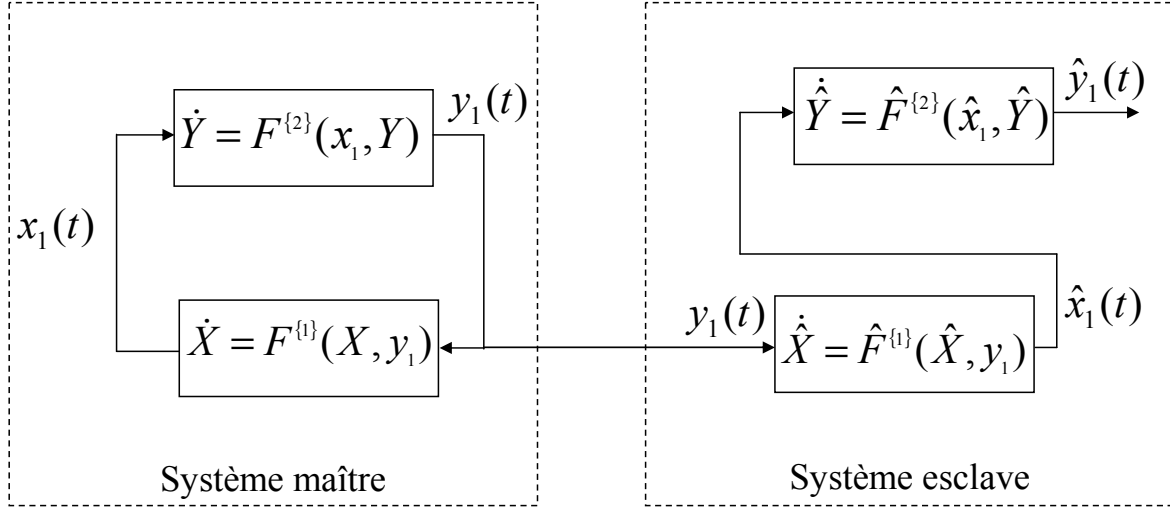 Ẏ = F^{2}(x₁, Y)
y₁(t)
x₁(t)
Ẋ = F^{1}(X, y₁)
Système maître
ŷ₁(t)
Ŷ̇ = F̂^{2}(x̂₁, Ŷ)
y₁(t)
X̂̇ = F̂^{1}(X̂, y₁)
x̂₁(t)
Système esclave